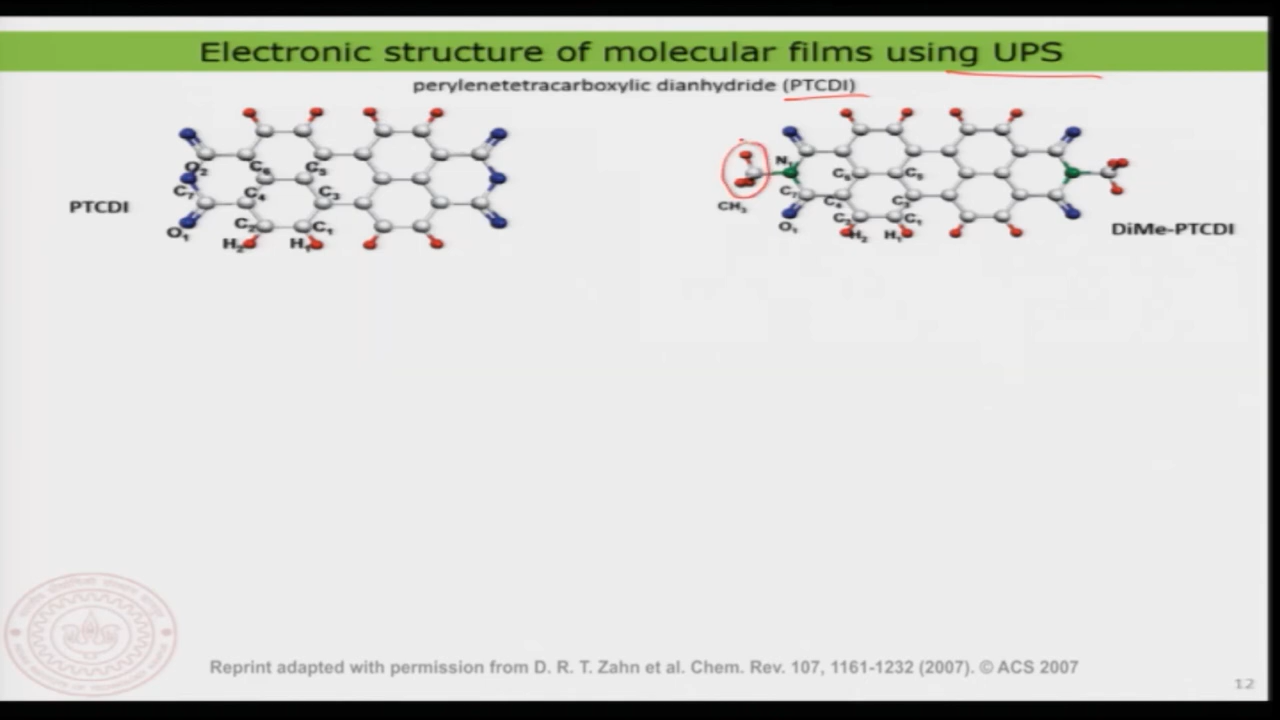 Electronic structure of molecular films using UPS
perylenetetracarboxylic dianhydride (PTCDI)
PTCDI
O₂
C₇
O₁
C₆
C₅
C₄
C₃
C₂
C₁
H₂
H₁
N₁
CH₃
C₇
O₁
C₆
C₅
C₄
C₃
C₂
C₁
H₂
H₁
DiMe-PTCDI
Reprint adapted with permission from D. R. T. Zahn et al. Chem. Rev. 107, 1161-1232 (2007). © ACS 2007
12